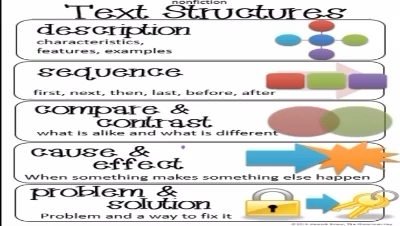 nonfiction
Text Structures
description
characteristics,
features, examples
sequence
first, next, then, last, before, after
compare &
contrast
what is alike and what is different
cause &
effect
When something makes something else happen
problem &
solution
Problem and a way to fix it